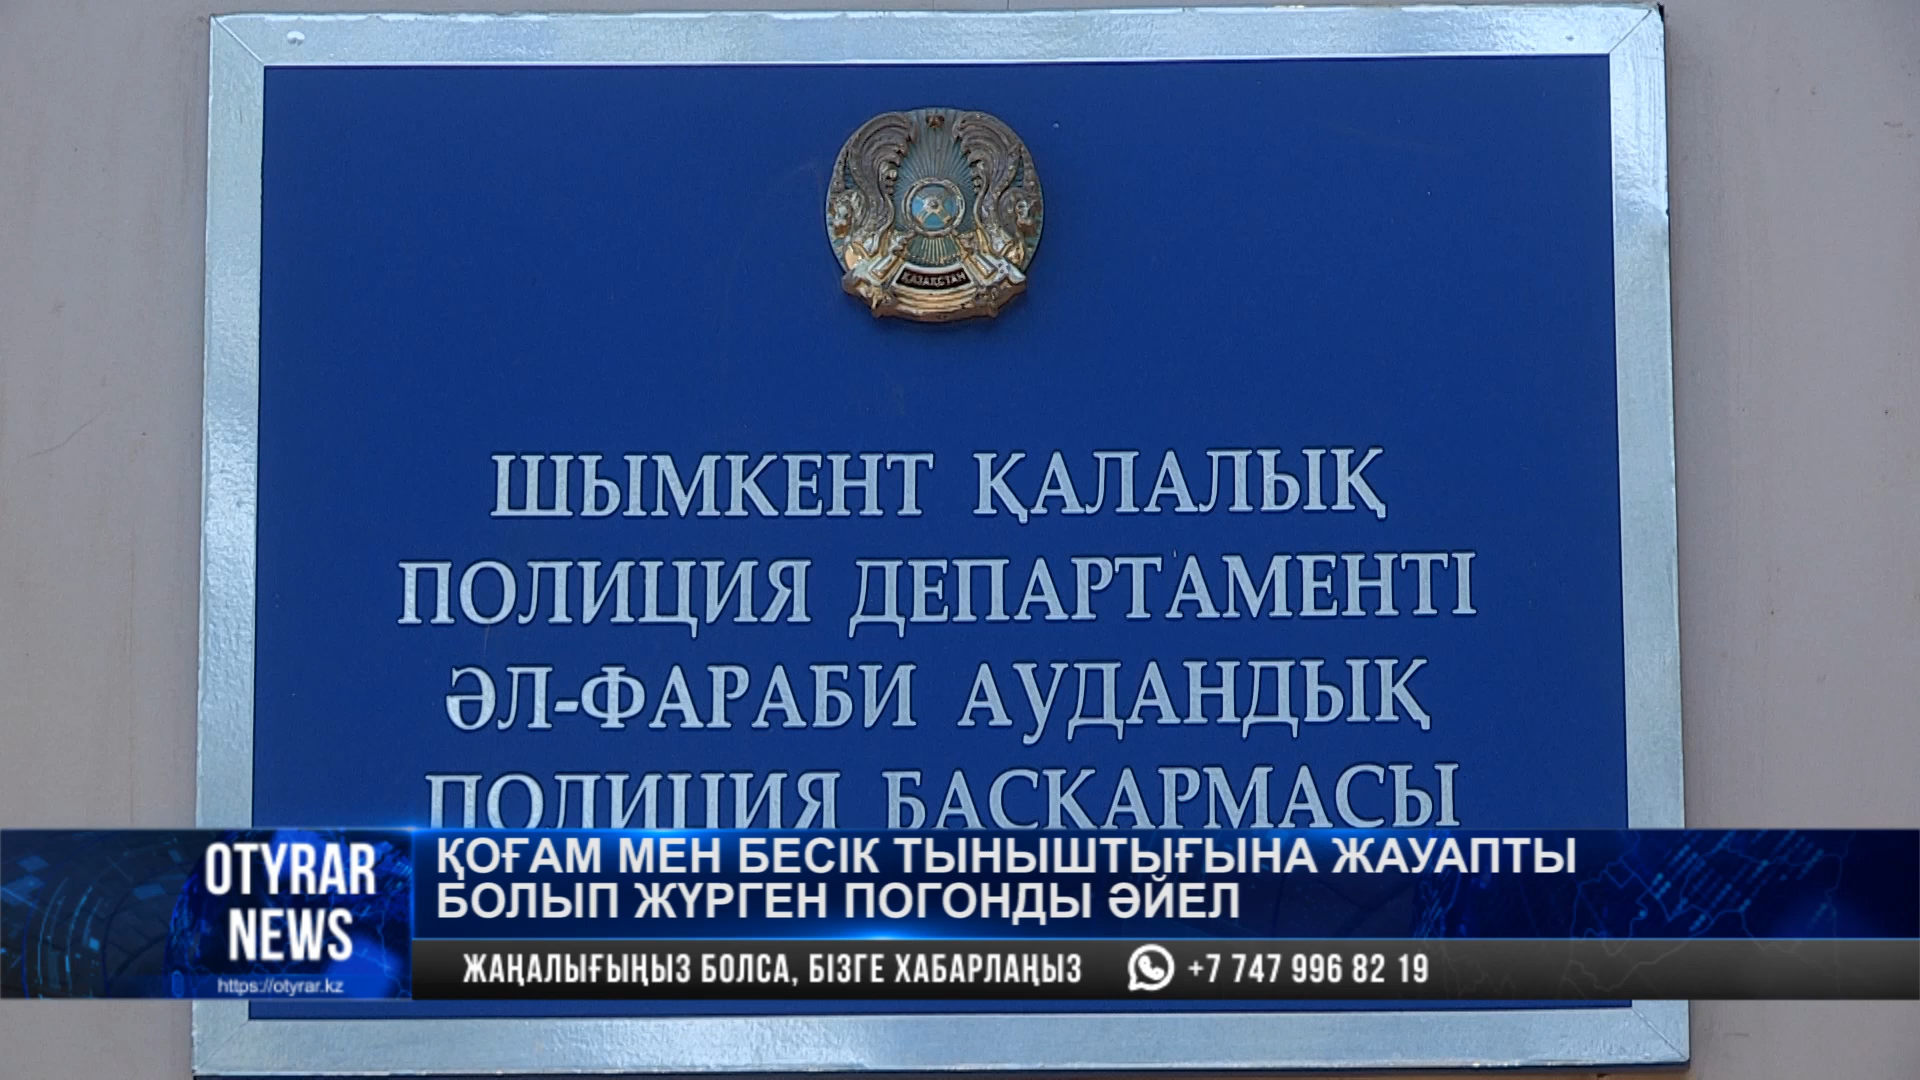 ҚАЗАҚСТАН
ШЫМКЕНТ ҚАЛАЛЫҚ
ПОЛИЦИЯ ДЕПАРТАМЕНТІ
ӘЛ-ФАРАБИ АУДАНДЫҚ
ПОЛИЦИЯ БАСҚАРМАСЫ
OTYRAR
NEWS
https://otyrar.kz
ҚОҒАМ МЕН БЕСІК ТЫНЫШТЫҒЫНА ЖАУАПТЫ
БОЛЫП ЖҮРГЕН ПОГОНДЫ ӘЙЕЛ
ЖАҢАЛЫҒЫҢЫЗ БОЛСА, БІЗГЕ ХАБАРЛАҢЫЗ +7 747 996 82 19